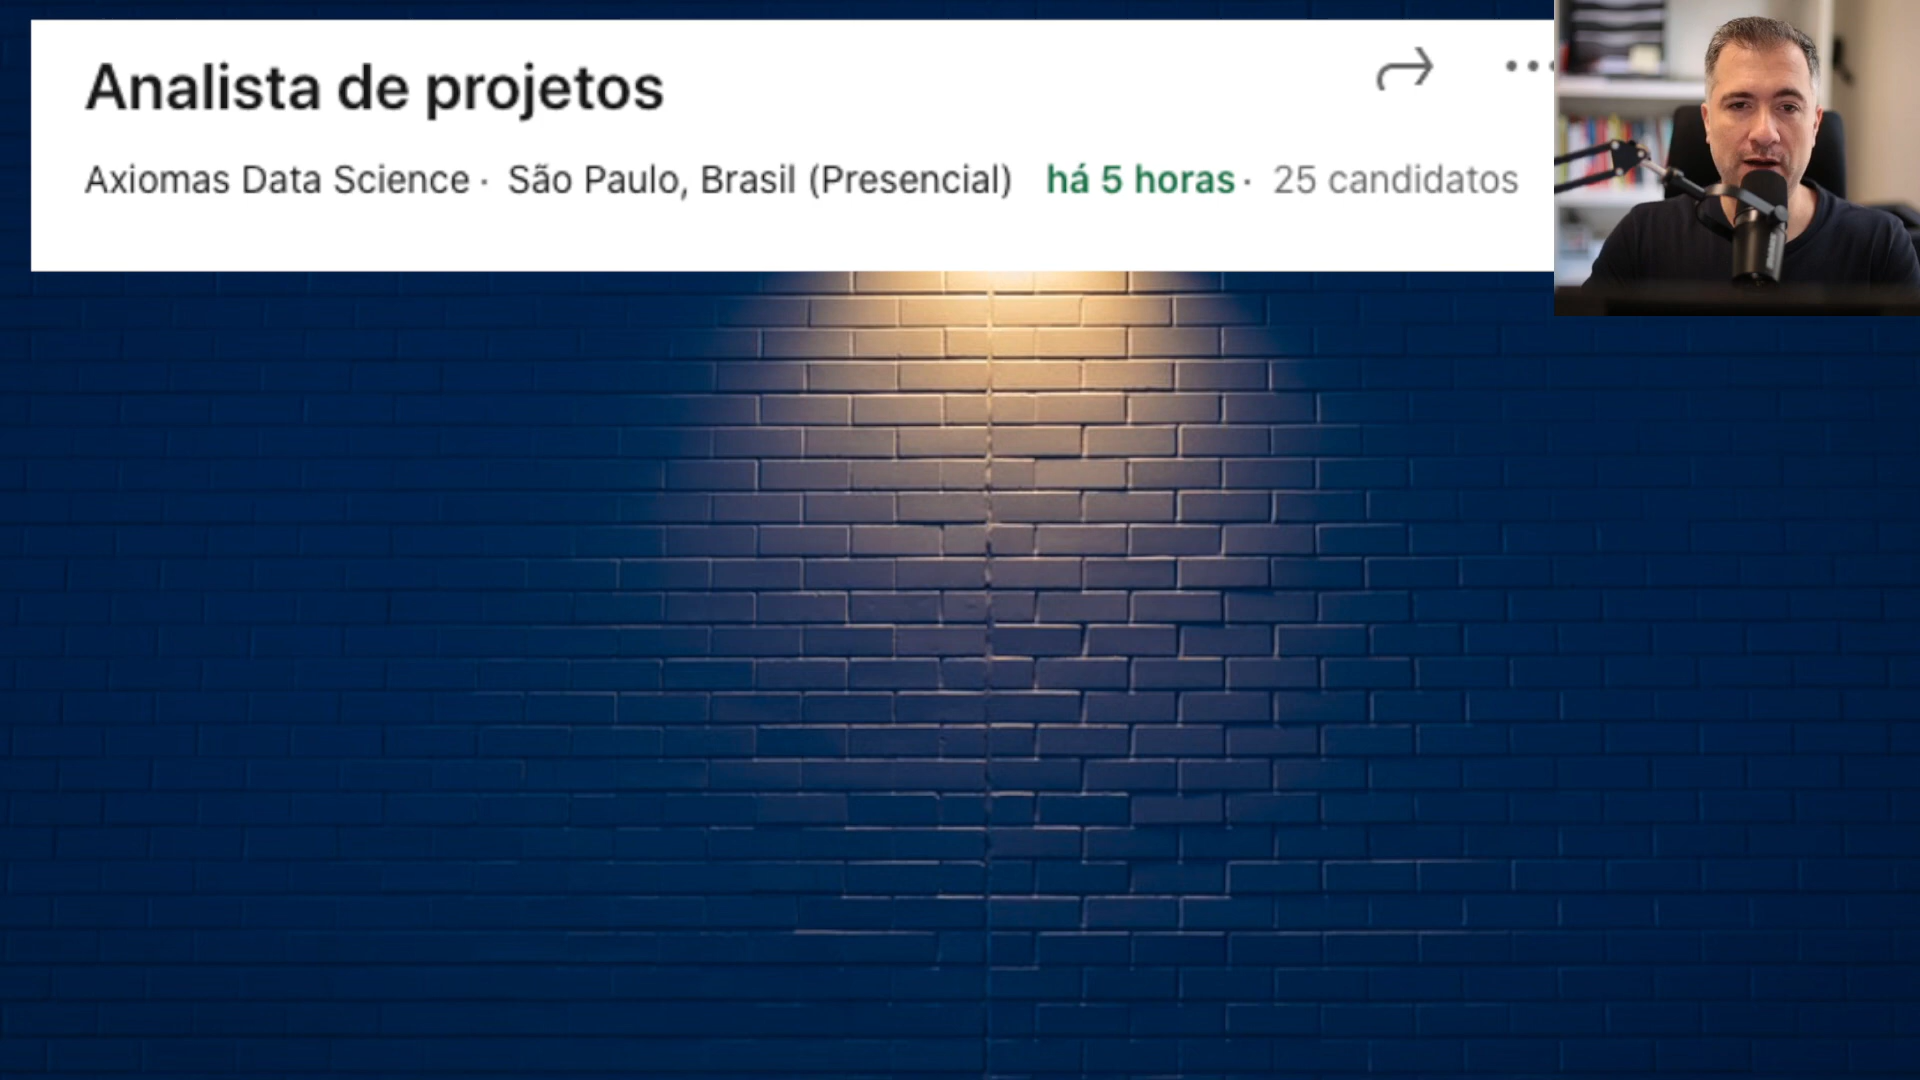 Analista de projetos
Axiomas Data Science · São Paulo, Brasil (Presencial) há 5 horas · 25 candidatos